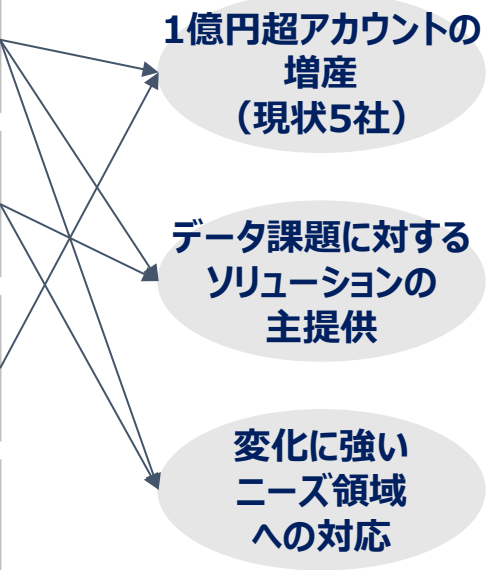 1億円超アカウントの
増産
（現状5社）
データ課題に対する
ソリューションの
主提供
変化に強い
ニーズ領域
への対応